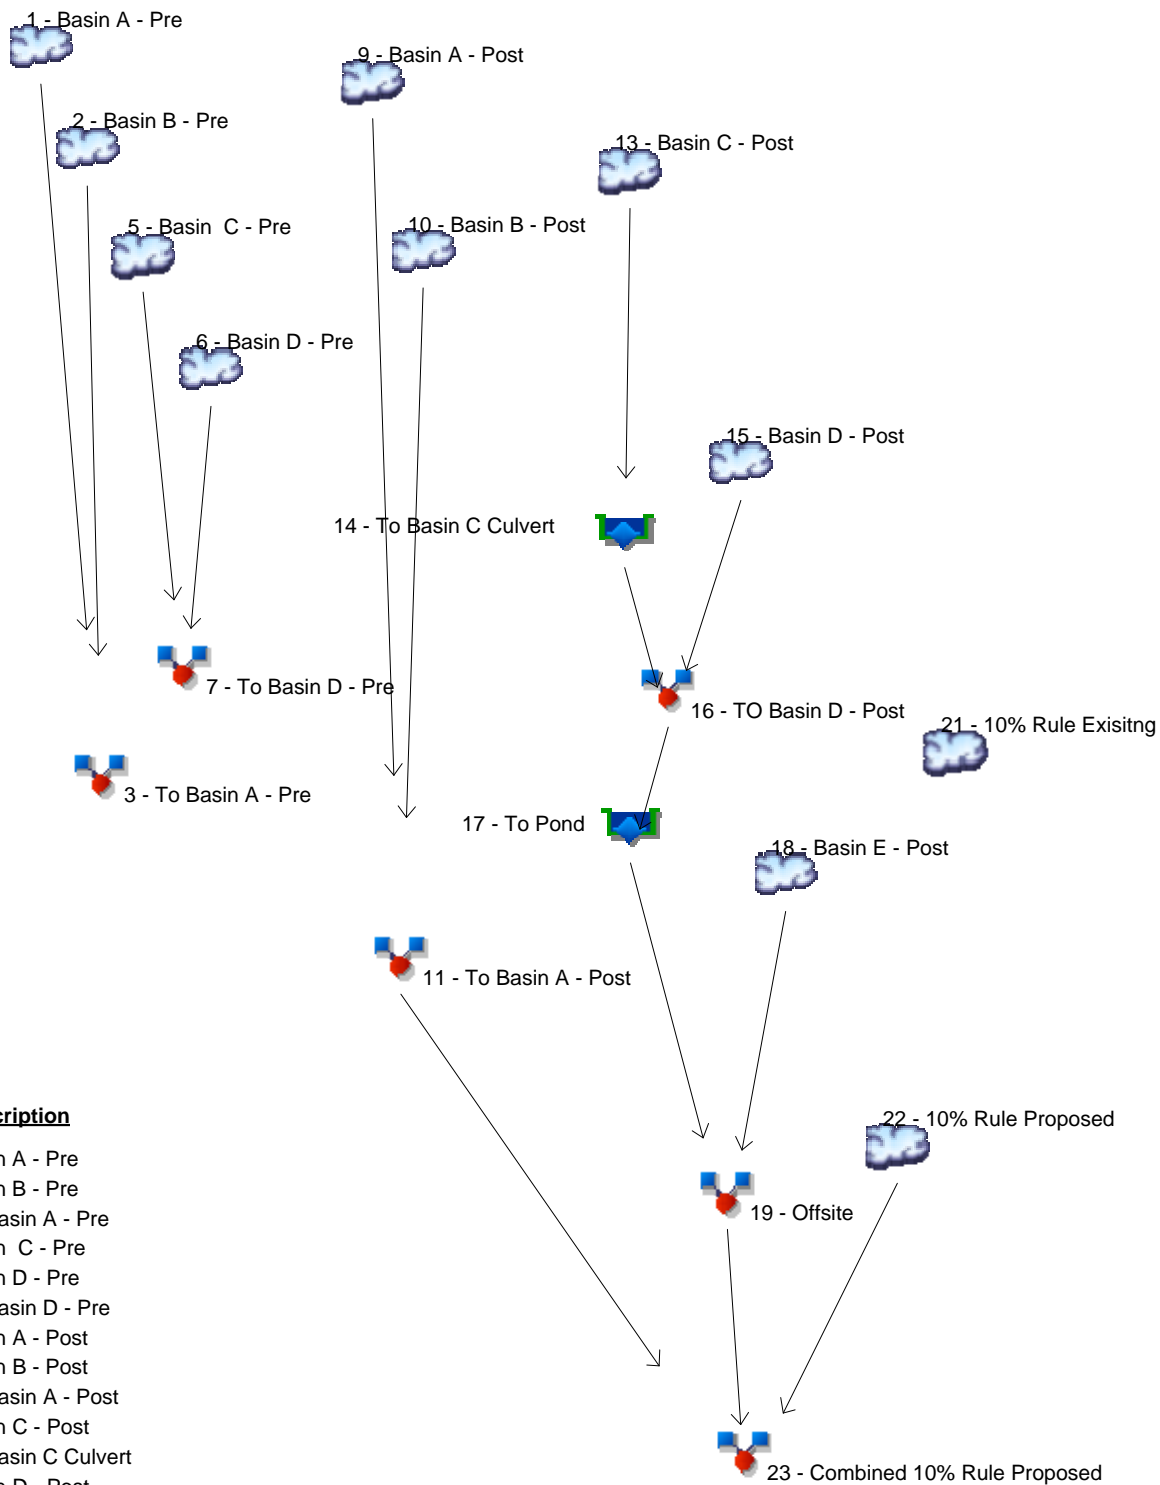 1 - Basin A - Pre
9 - Basin A - Post
2 - Basin B - Pre
13 - Basin C - Post
5 - Basin  C - Pre
10 - Basin B - Post
6 - Basin D - Pre
15 - Basin D - Post
14 - To Basin C Culvert
7 - To Basin D - Pre
16 - TO Basin D - Post
21 - 10% Rule Exisitng
3 - To Basin A - Pre
17 - To Pond
18 - Basin E - Post
11 - To Basin A - Post
22 - 10% Rule Proposed
19 - Offsite
23 - Combined 10% Rule Proposed
cription
n A - Pre
n B - Pre
asin A - Pre
n  C - Pre
n D - Pre
asin D - Pre
n A - Post
n B - Post
asin A - Post
n C - Post
asin C Culvert